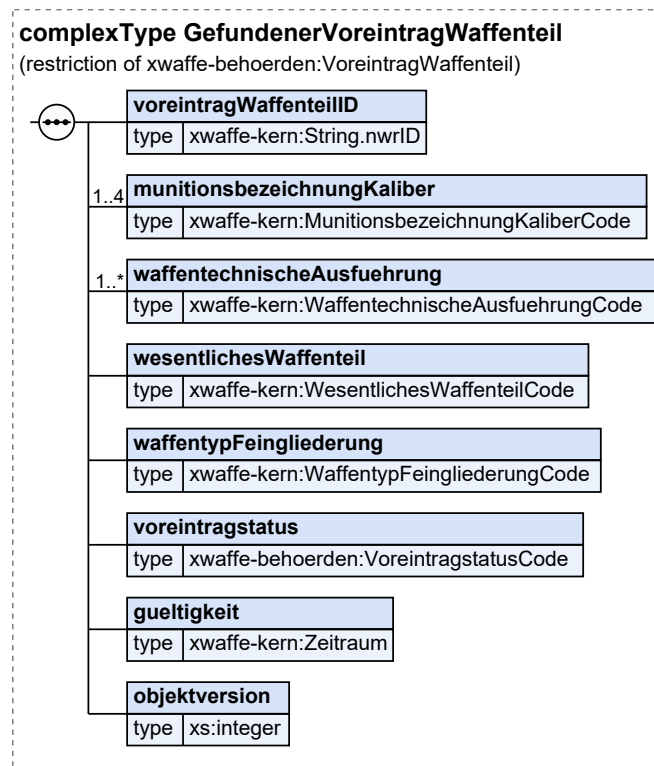 complexType GefundenerVoreintragWaffenteil
(restriction of xwaffe-behoerden:VoreintragWaffenteil)
voreintragWaffenteilID
type xwaffe-kern:String.nwrID
1..4 munitionsbezeichnungKaliber
type xwaffe-kern:MunitionsbezeichnungKaliberCode
1..* waffentechnischeAusfuehrung
type xwaffe-kern:WaffentechnischeAusfuehrungCode
wesentlichesWaffenteil
type xwaffe-kern:WesentlichesWaffenteilCode
waffentypFeingliederung
type xwaffe-kern:WaffentypFeingliederungCode
voreintragstatus
type xwaffe-behoerden:VoreintragstatusCode
gueltigkeit
type xwaffe-kern:Zeitraum
objektversion
type xs:integer